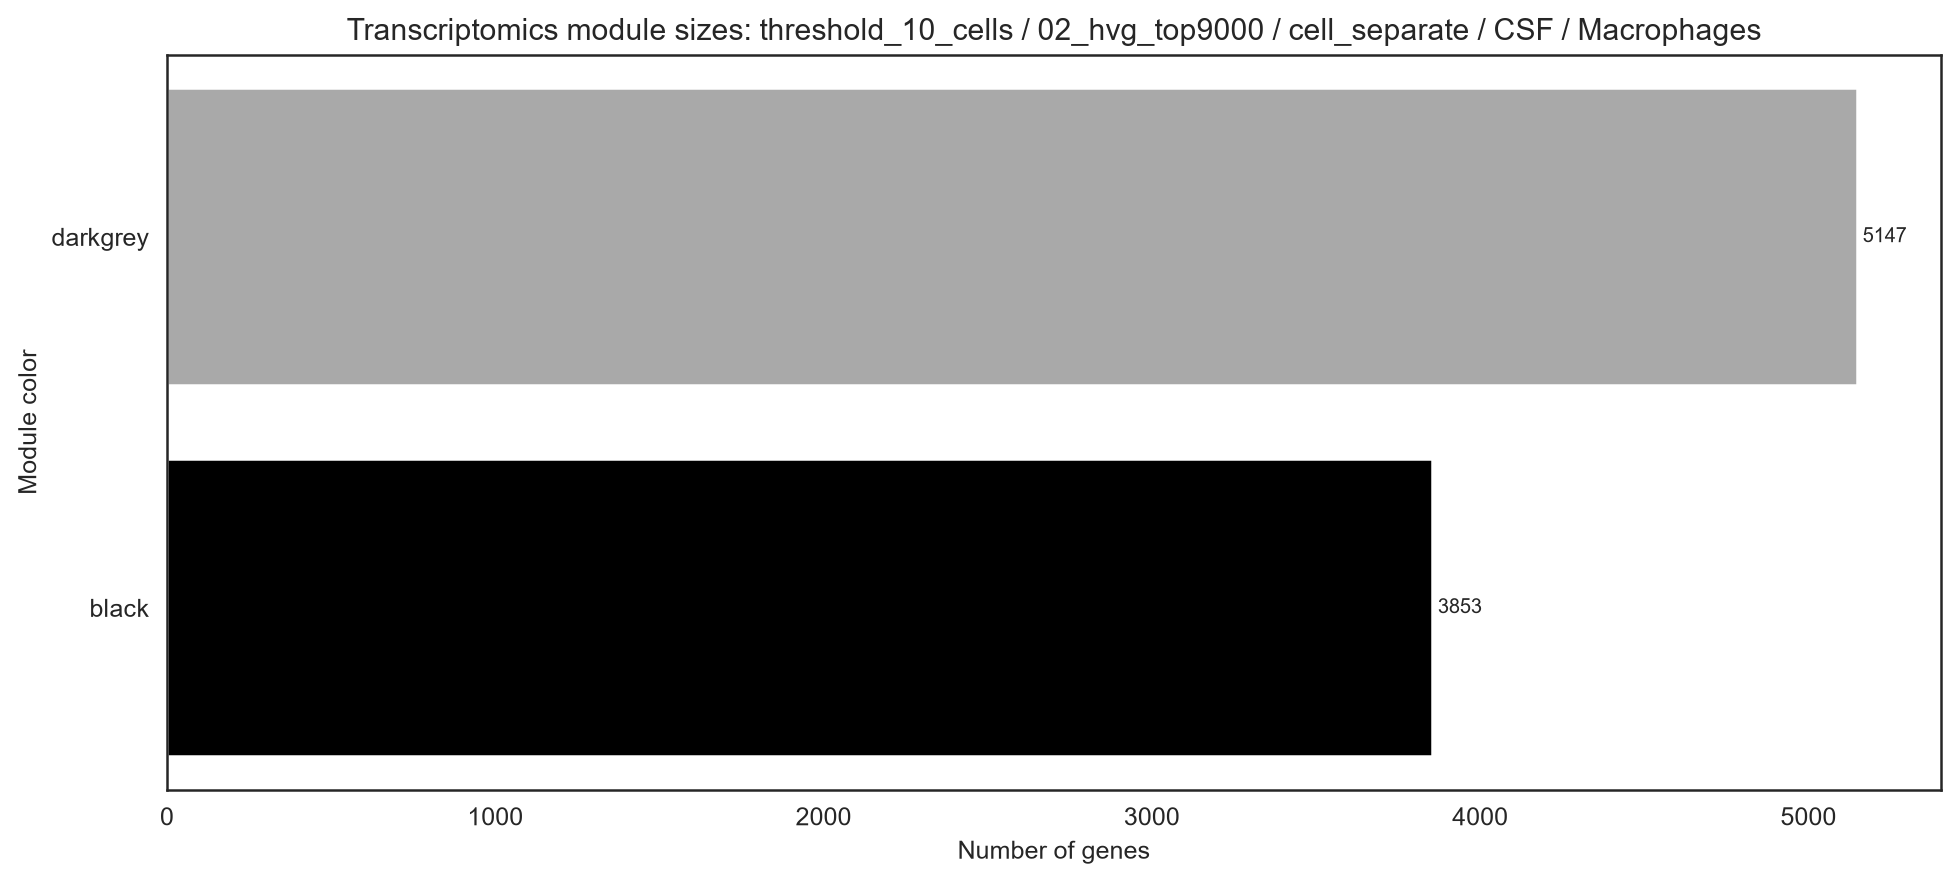 Transcriptomics module sizes: threshold_10_cells / 02_hvg_top9000 / cell_separate / CSF / Macrophages
darkgrey
5147
Module color
black
3853
0 1000 2000 3000 4000 5000
Number of genes